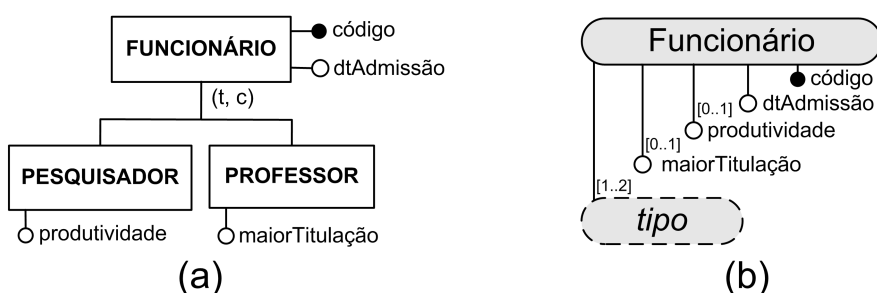 FUNCIONÁRIO
código
dtAdmissão
(t, c)
PESQUISADOR
PROFESSOR
produtividade
maiorTitulação
(a)
Funcionário
código
dtAdmissão
[0..1]
produtividade
[0..1]
maiorTitulação
[1..2]
tipo
(b)